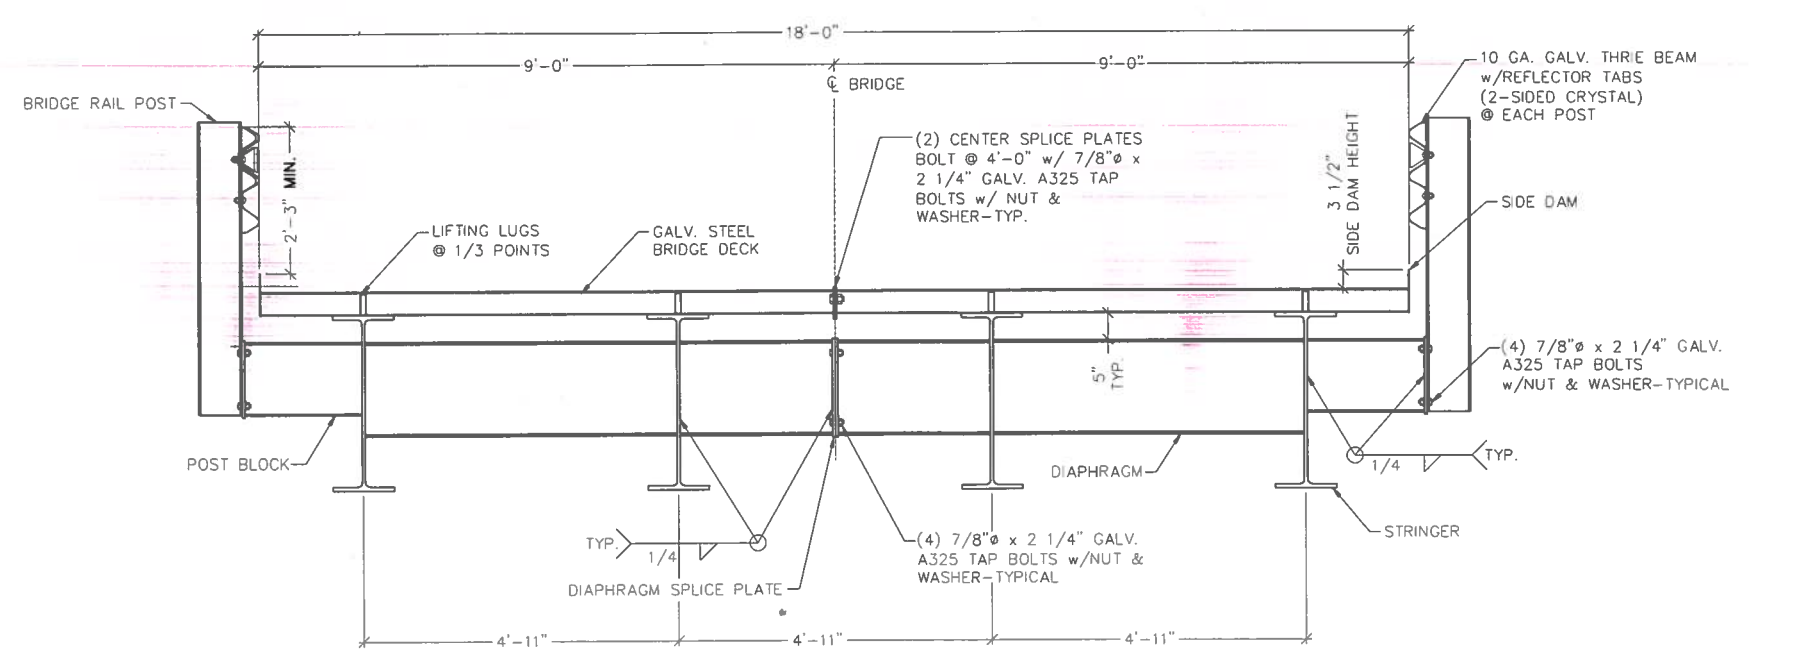 18'-0"
9'-0"
9'-0"
℄ BRIDGE
BRIDGE RAIL POST
10 GA. GALV. THRIE BEAM
w/REFLECTOR TABS
(2-SIDED CRYSTAL)
@ EACH POST
2'-3" MIN.
(2) CENTER SPLICE PLATES
BOLT @ 4'-0" w/ 7/8"ø x
2 1/4" GALV. A325 TAP
BOLTS w/ NUT &
WASHER-TYP.
3 1/2"
SIDE DAM HEIGHT
SIDE DAM
LIFTING LUGS
@ 1/3 POINTS
GALV. STEEL
BRIDGE DECK
5"
TYP.
(4) 7/8"ø x 2 1/4" GALV.
A325 TAP BOLTS
w/NUT & WASHER-TYPICAL
POST BLOCK
DIAPHRAGM
1/4
TYP.
STRINGER
TYP.
1/4
(4) 7/8"ø x 2 1/4" GALV.
A325 TAP BOLTS w/NUT &
WASHER-TYPICAL
DIAPHRAGM SPLICE PLATE
4'-11"
4'-11"
4'-11"